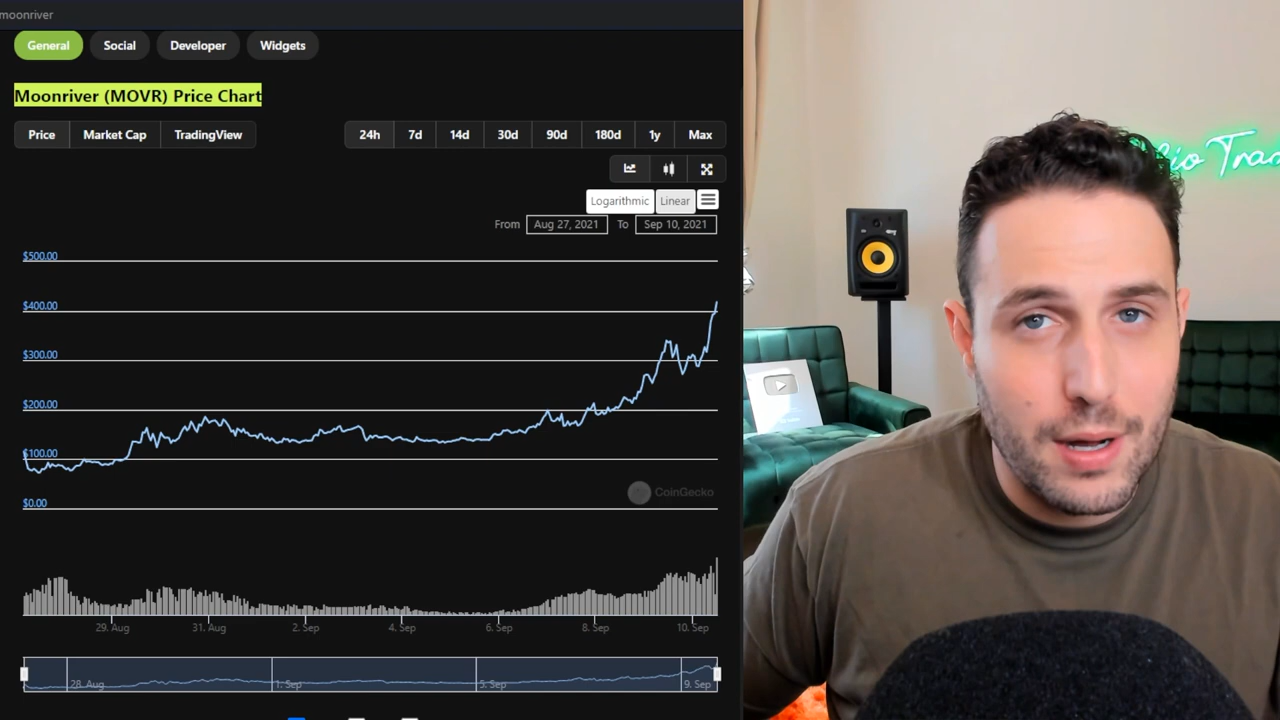 moonriver
General Social Developer Widgets
Moonriver (MOVR) Price Chart
Price Market Cap TradingView 24h 7d 14d 30d 90d 180d 1y Max
Logarithmic Linear
From Aug 27, 2021 To Sep 10, 2021
$500.00
$400.00
$300.00
$200.00
$100.00
$0.00
CoinGecko
29. Aug 31. Aug 2. Sep 4. Sep 6. Sep 8. Sep 10. Sep
28. Aug 1. Sep 5. Sep 9. Sep